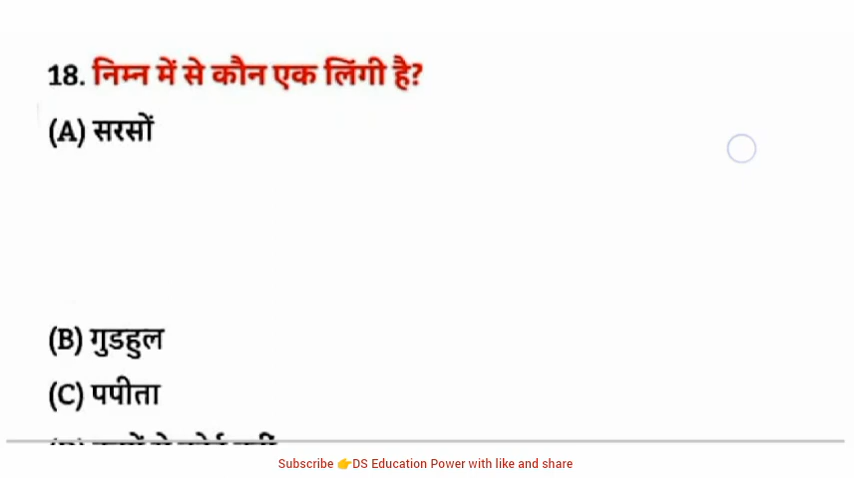 18. निम्न में से कौन एक लिंगी है?
(A) सरसों
(B) गुडहुल
(C) पपीता
Subscribe 👉DS Education Power with like and share